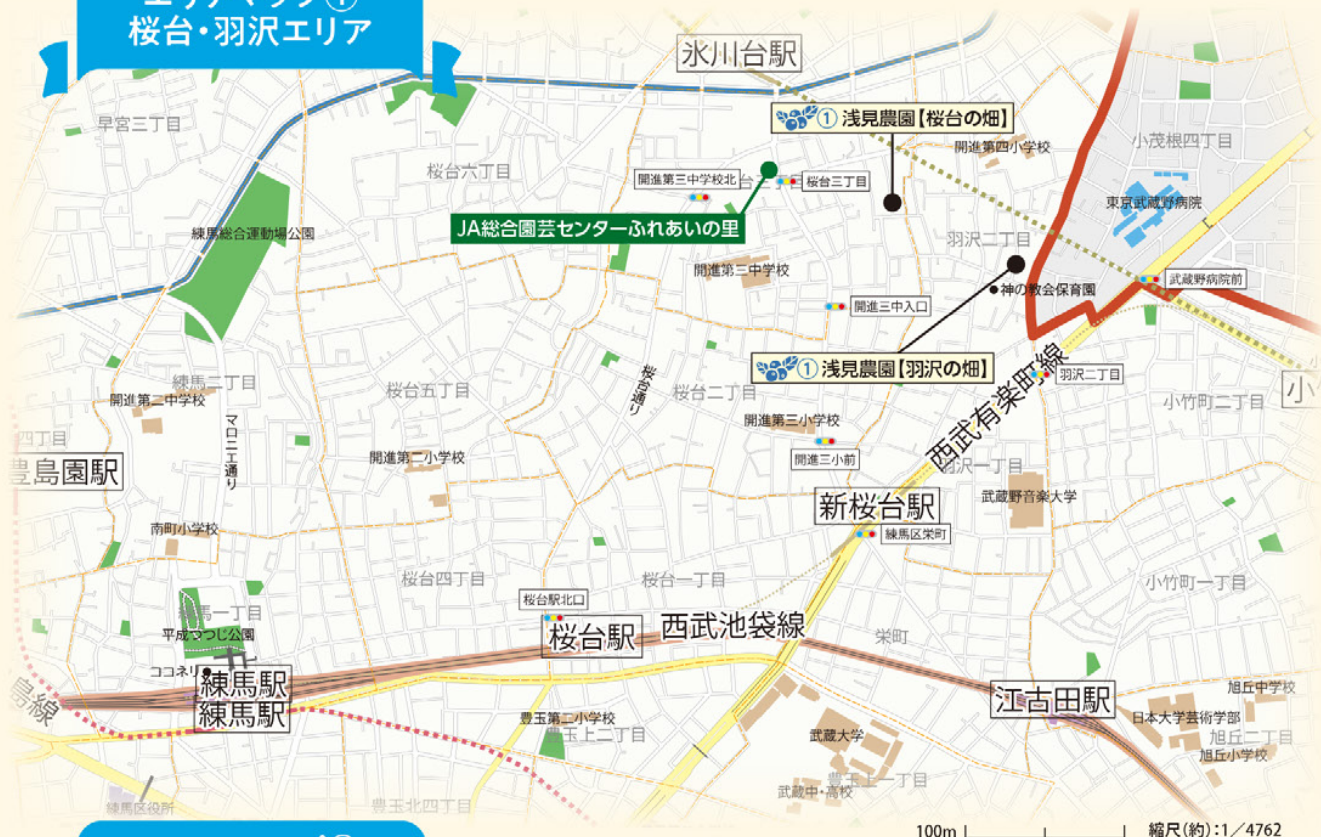 桜台・羽沢エリア
氷川台駅
① 浅見農園【桜台の畑】
早宮三丁目
小茂根四丁目
開進第四小学校
桜台六丁目
開進第三中学校北
桜台三丁目
東京武蔵野病院
JA総合園芸センターふれあいの里
練馬総合運動場公園
羽沢二丁目
開進第三中学校
武蔵野病院前
神の教会保育園
開進三中入口
① 浅見農園【羽沢の畑】
羽沢二丁目
西武有楽町線
桜台通り
練馬二丁目
桜台五丁目
桜台二丁目
小竹町二丁目
小
開進第二中学校
マロニエ通り
開進第三小学校
四丁目
開進第二小学校
開進三小前
豊島園駅
羽沢一丁目
武蔵野音楽大学
新桜台駅
南町小学校
練馬区栄町
桜台四丁目
桜台一丁目
小竹町一丁目
桜台駅北口
練馬一丁目
平成つつじ公園
桜台駅
西武池袋線
栄町
ココネリ
練馬駅
練馬駅
島線
江古田駅
旭丘中学校
豊玉第二小学校
日本大学芸術学部
豊玉上二丁目
武蔵大学
旭丘二丁目
旭丘小学校
豊玉上一丁目
武蔵中・高校
練馬区役所
豊玉北四丁目
100m
縮尺(約):1/4762